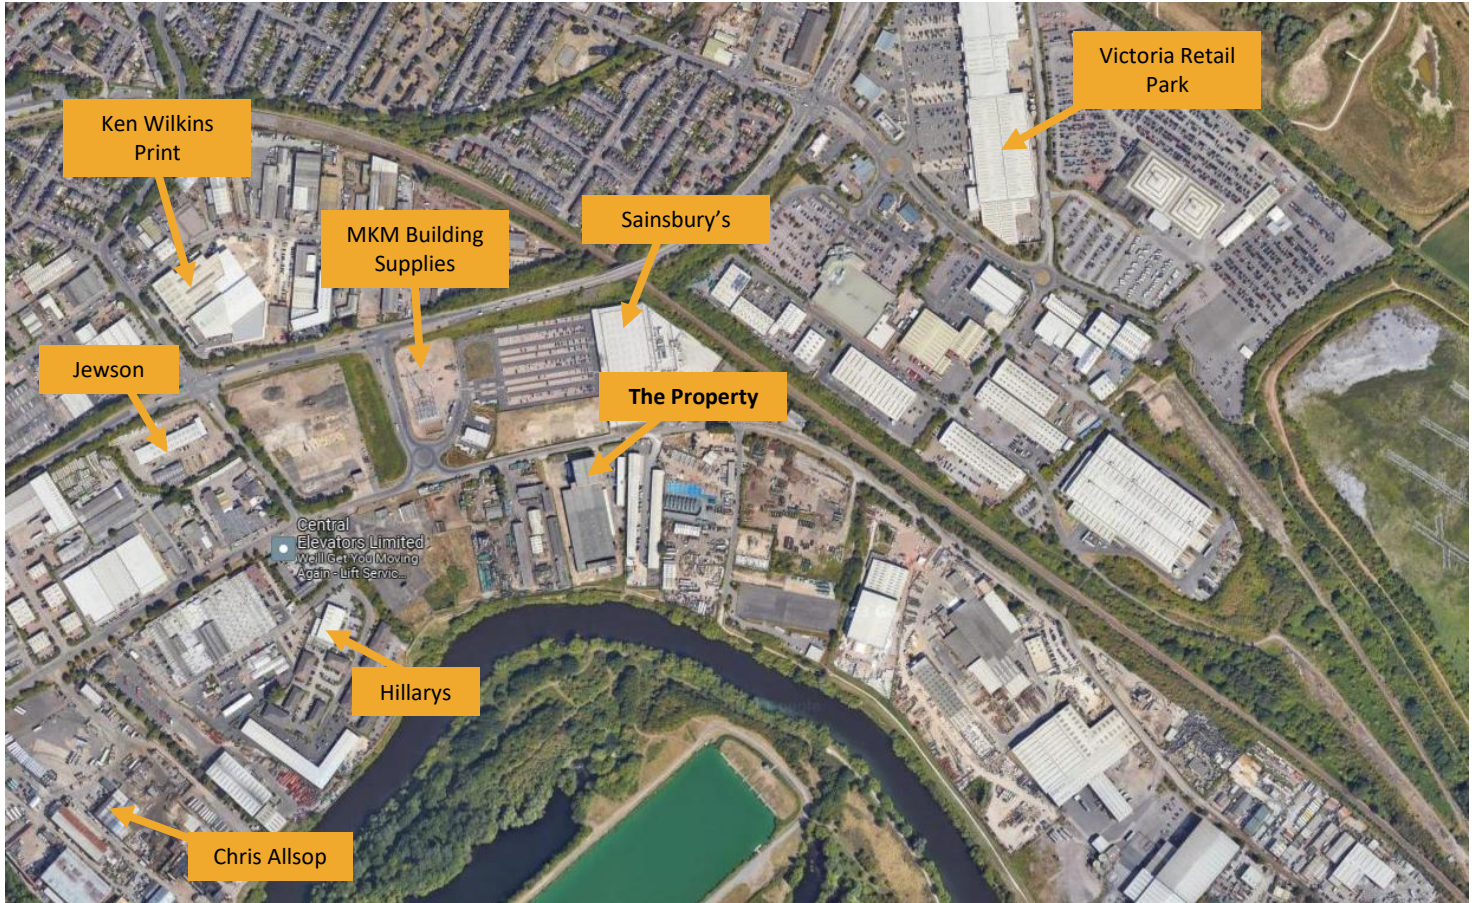 Victoria Retail
Park
Ken Wilkins
Print
Sainsbury’s
MKM Building
Supplies
Jewson
The Property
Central
Elevators Limited
We'll Get You Moving
Again - Lift Servic...
Hillarys
Chris Allsop